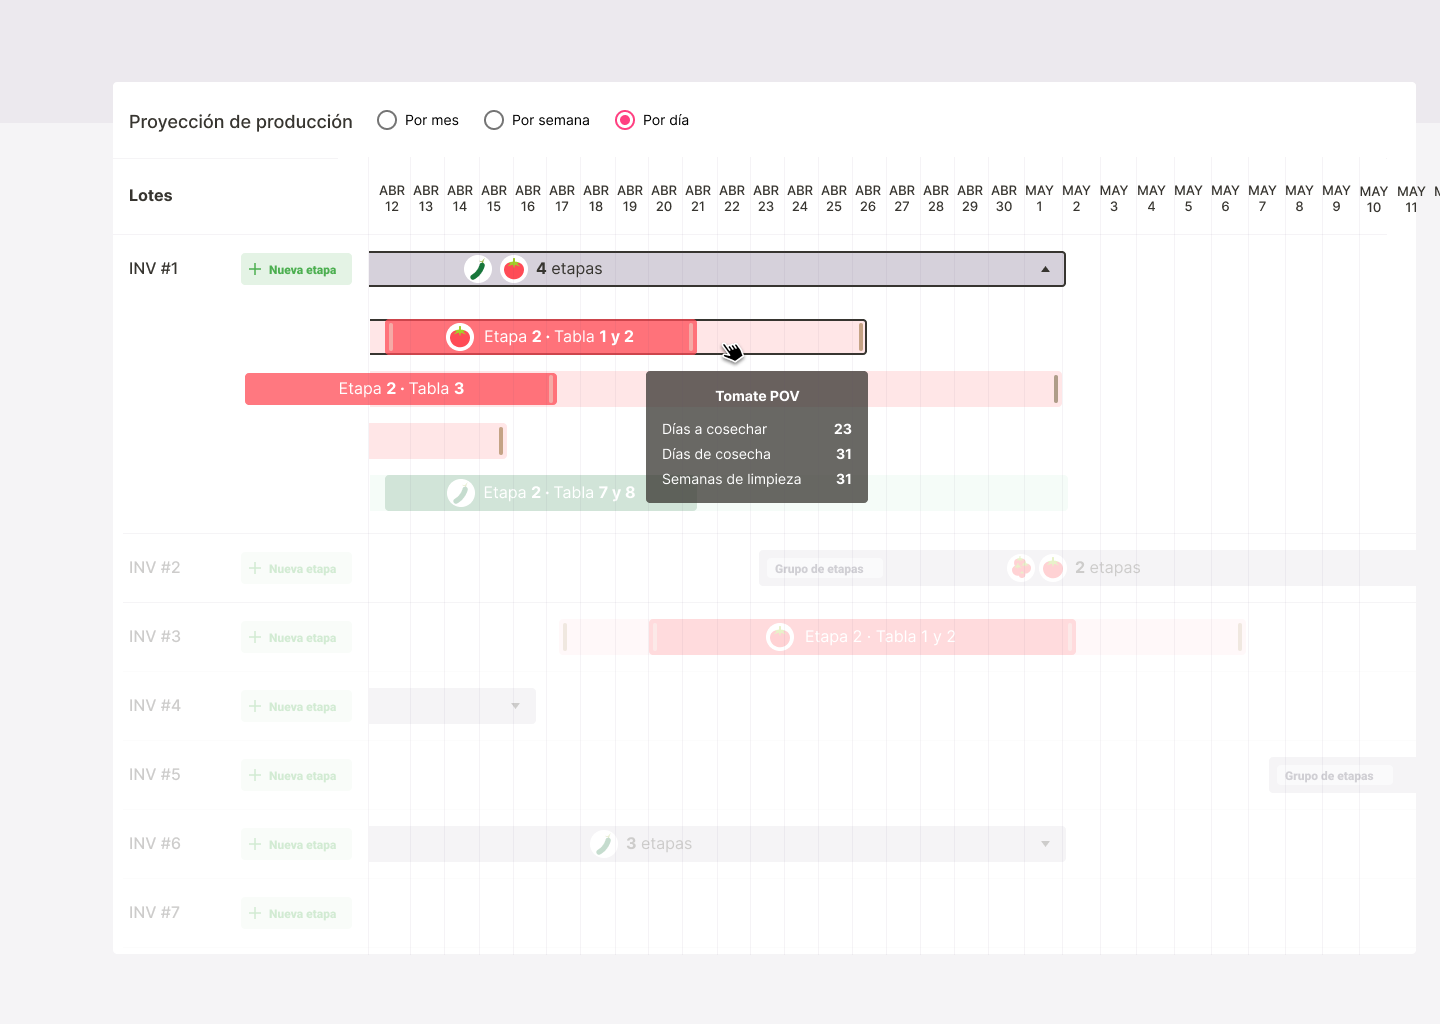 Proyección de producción
Por mes
Por semana
Por día
Lotes
ABR 12
ABR 13
ABR 14
ABR 15
ABR 16
ABR 17
ABR 18
ABR 19
ABR 20
ABR 21
ABR 22
ABR 23
ABR 24
ABR 25
ABR 26
ABR 27
ABR 28
ABR 29
ABR 30
MAY 1
MAY 2
MAY 3
MAY 4
MAY 5
MAY 6
MAY 7
MAY 8
MAY 9
MAY 10
MAY 11
INV #1
Nueva etapa
4 etapas
Etapa 2 · Tabla 1 y 2
Etapa 2 · Tabla 3
Tomate POV
Días a cosechar 23
Días de cosecha 31
Semanas de limpieza 31
Etapa 2 · Tabla 7 y 8
INV #2
Nueva etapa
Grupo de etapas
2 etapas
INV #3
Nueva etapa
Etapa 2 · Tabla 1 y 2
INV #4
Nueva etapa
INV #5
Nueva etapa
Grupo de etapas
INV #6
Nueva etapa
3 etapas
INV #7
Nueva etapa